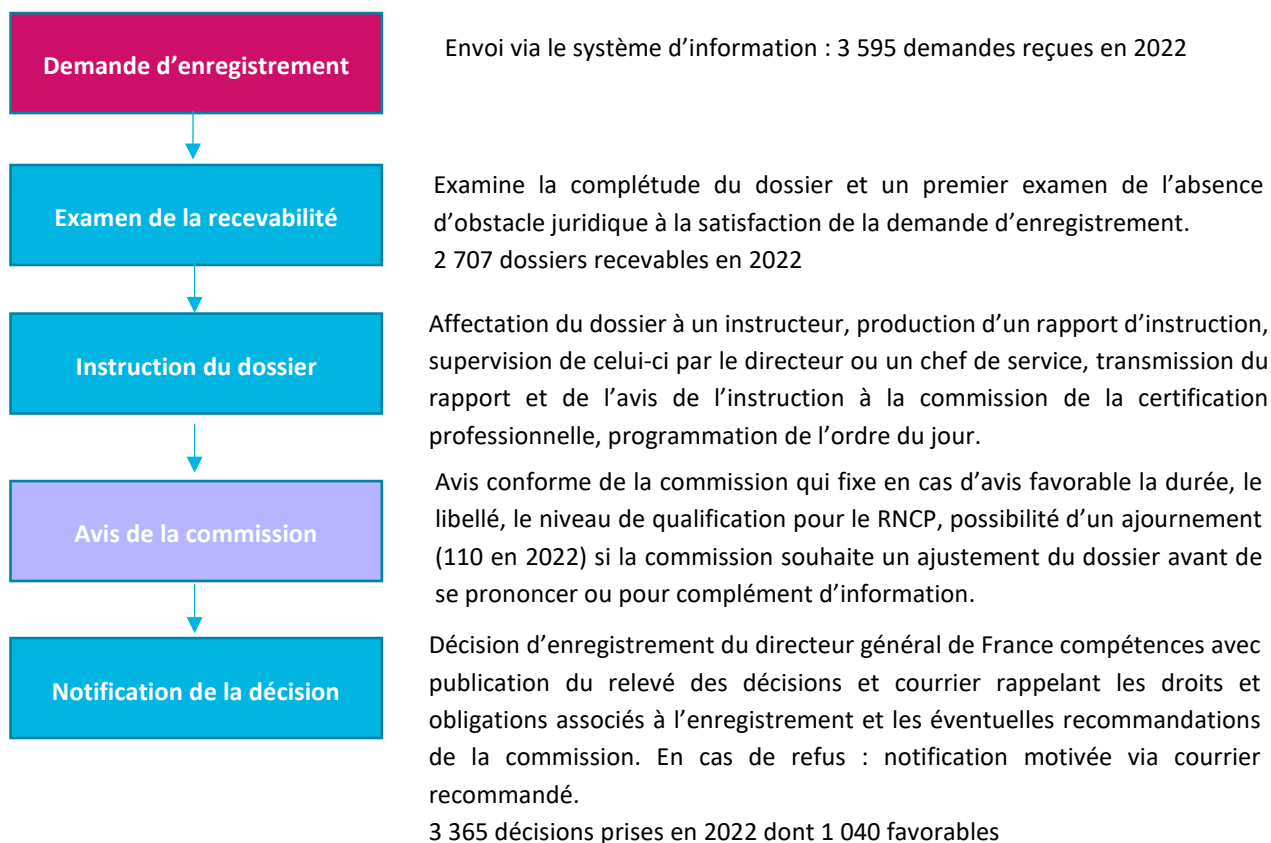 Demande d'enregistrement
Envoi via le système d'information : 3 595 demandes reçues en 2022
Examen de la recevabilité
Examine la complétude du dossier et un premier examen de l'absence
d'obstacle juridique à la satisfaction de la demande d'enregistrement.
2 707 dossiers recevables en 2022
Instruction du dossier
Affectation du dossier à un instructeur, production d'un rapport d'instruction,
supervision de celui-ci par le directeur ou un chef de service, transmission du
rapport et de l'avis de l'instruction à la commission de la certification
professionnelle, programmation de l'ordre du jour.
Avis de la commission
Avis conforme de la commission qui fixe en cas d'avis favorable la durée, le
libellé, le niveau de qualification pour le RNCP, possibilité d'un ajournement
(110 en 2022) si la commission souhaite un ajustement du dossier avant de
se prononcer ou pour complément d'information.
Notification de la décision
Décision d'enregistrement du directeur général de France compétences avec
publication du relevé des décisions et courrier rappelant les droits et
obligations associés à l'enregistrement et les éventuelles recommandations
de la commission. En cas de refus : notification motivée via courrier
recommandé.
3 365 décisions prises en 2022 dont 1 040 favorables